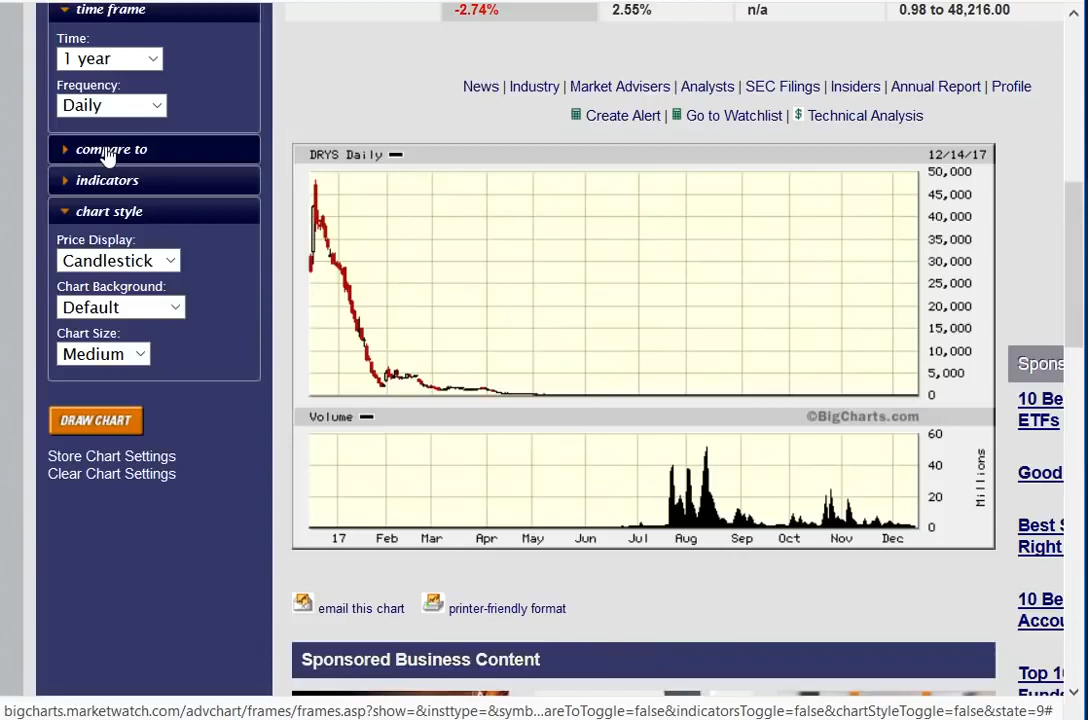 time frame
-2.74% 2.55% n/a 0.98 to 48,216.00
Time:
1 year
Frequency:
Daily
compare to
indicators
chart style
Price Display:
Candlestick
Chart Background:
Default
Chart Size:
Medium
DRAW CHART
Store Chart Settings
Clear Chart Settings
News | Industry | Market Advisers | Analysts | SEC Filings | Insiders | Annual Report | Profile
Create Alert | Go to Watchlist | $ Technical Analysis
DRYS Daily 12/14/17
50,000
45,000
40,000
35,000
30,000
25,000
20,000
15,000
10,000
5,000
0
Volume ©BigCharts.com
60
40
20
0
Millions
17 Feb Mar Apr May Jun Jul Aug Sep Oct Nov Dec
email this chart printer-friendly format
Sponsored Business Content
Spons
10 Be
ETFs
Good
Best S
Right
10 Be
Accou
Top 1
bigcharts.marketwatch.com/advchart/frames/frames.asp?show=&insttype=&symb...areToToggle=false&indicatorsToggle=false&chartStyleToggle=false&state=9#